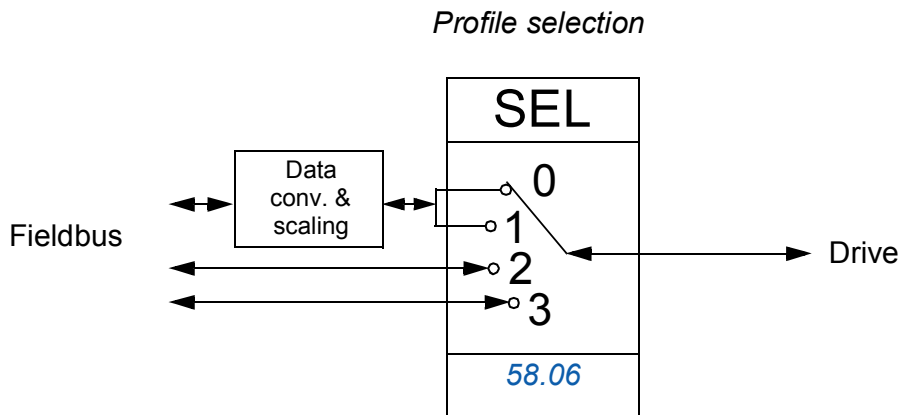 Profile selection
SEL
Data
conv. &
scaling
0
1
2
3
Fieldbus
Drive
58.06